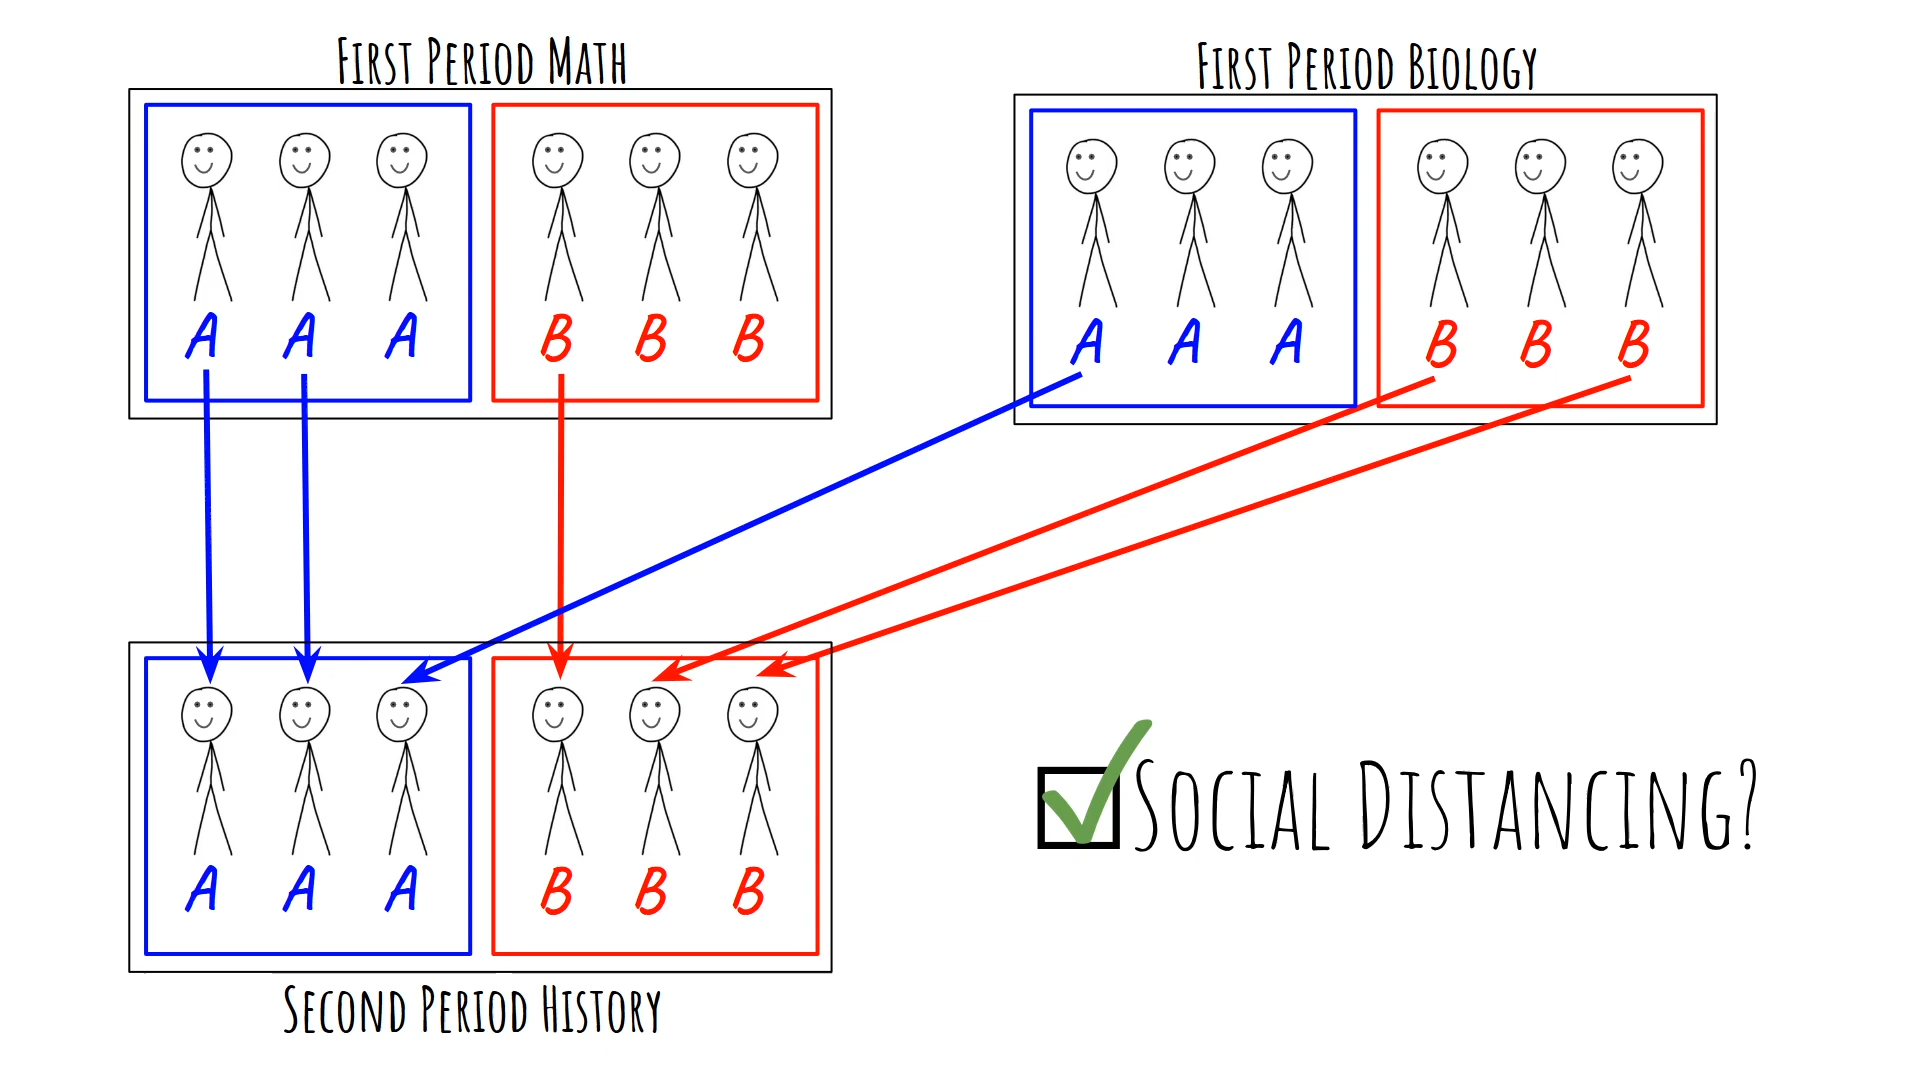 First Period Math
First Period Biology
A A A B B B
A A A B B B
Social Distancing?
A A A B B B
Second Period History